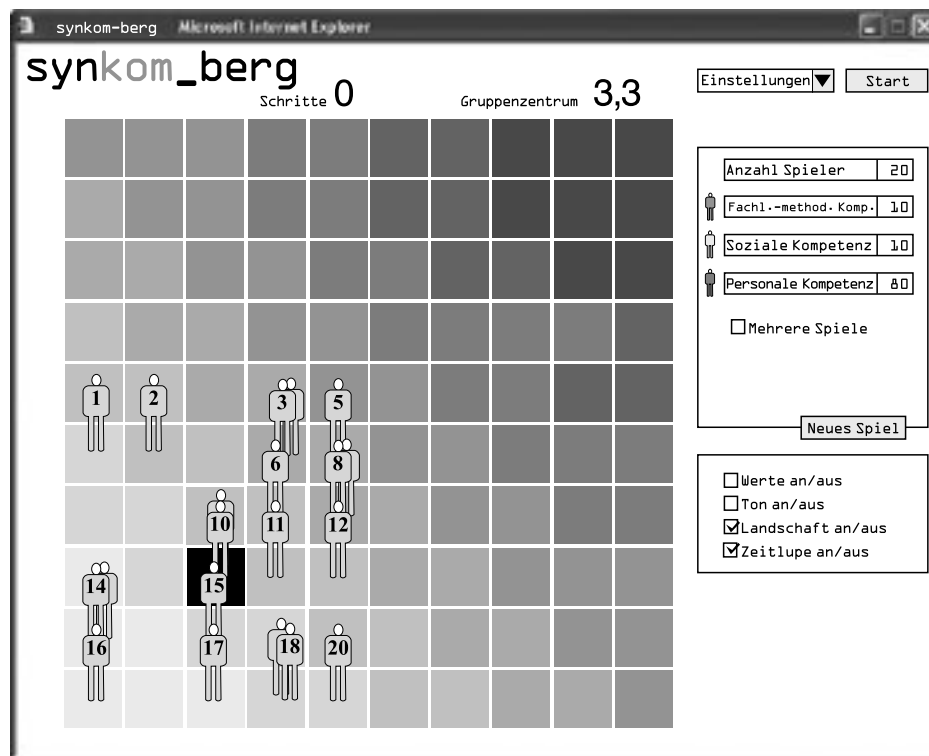 synkom-berg Microsoft Internet Explorer
synkom_berg
Schritte 0
Gruppenzentrum 3,3
Einstellungen
Start
Anzahl Spieler 20
Fachl.-method. Komp. 10
Soziale Kompetenz 10
Personale Kompetenz 80
Mehrere Spiele
Neues Spiel
Werte an/aus
Ton an/aus
Landschaft an/aus
Zeitlupe an/aus
1 2 3 5
6 8
10 11 12
14 15
16 17 18 20